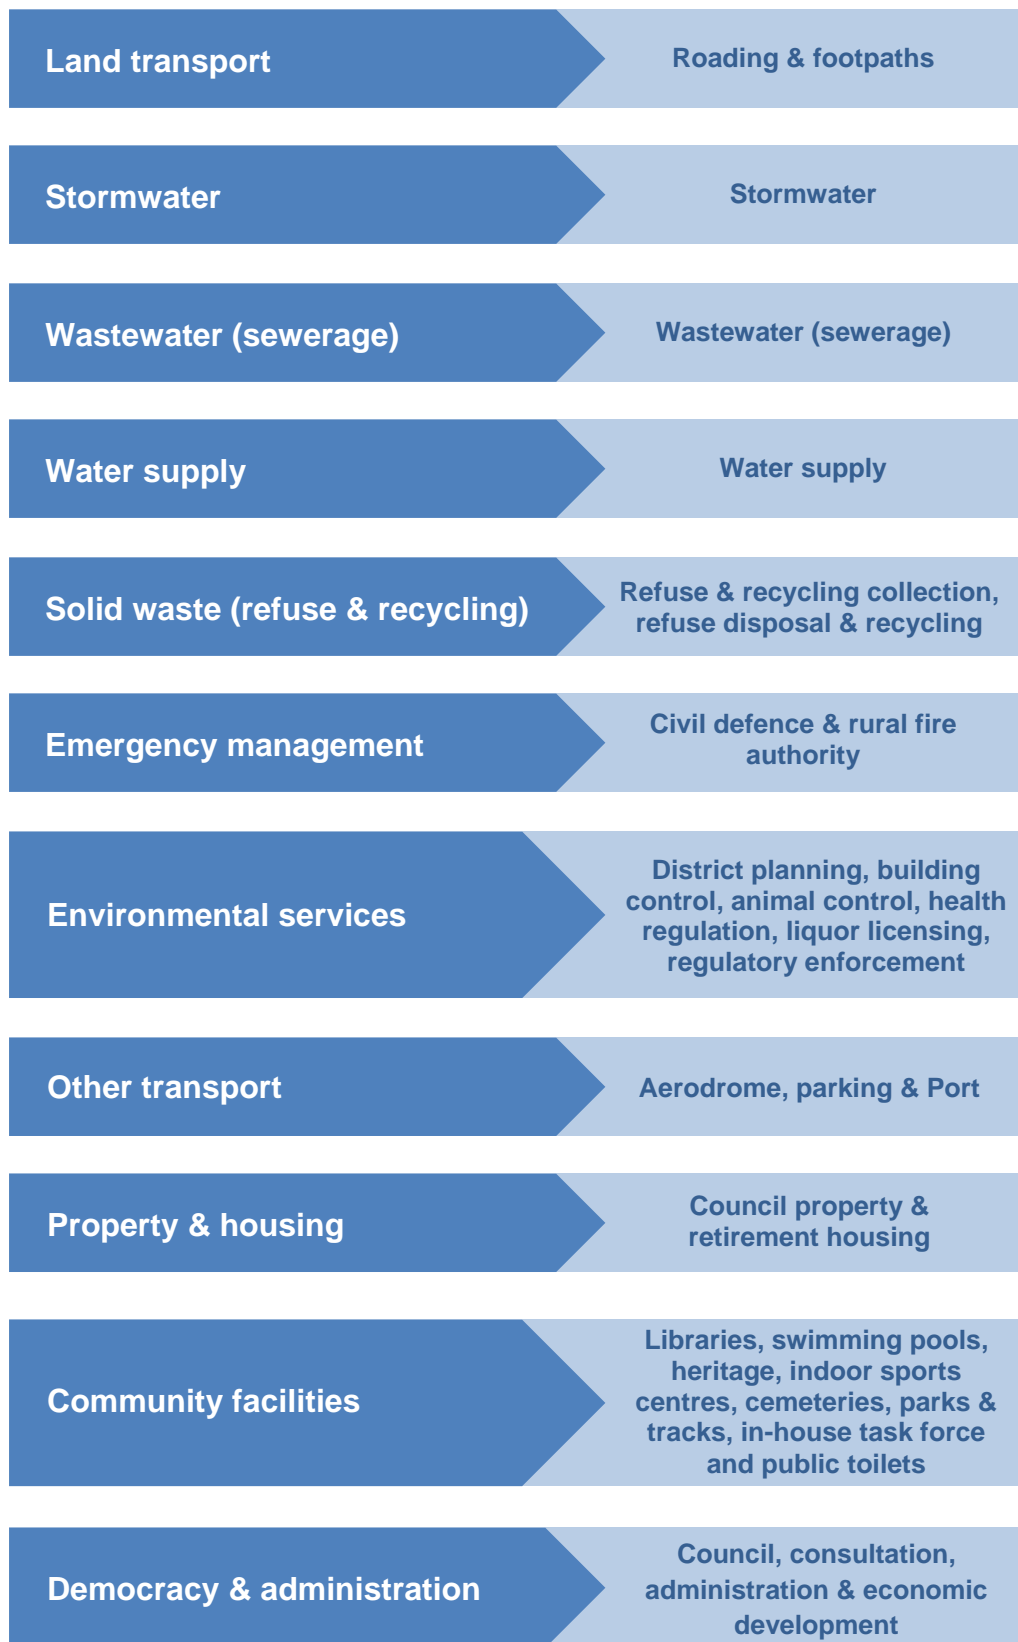 Land transport
Roading & footpaths
Stormwater
Stormwater
Wastewater (sewerage)
Wastewater (sewerage)
Water supply
Water supply
Solid waste (refuse & recycling)
Refuse & recycling collection,
refuse disposal & recycling
Emergency management
Civil defence & rural fire
authority
Environmental services
District planning, building
control, animal control, health
regulation, liquor licensing,
regulatory enforcement
Other transport
Aerodrome, parking & Port
Property & housing
Council property &
retirement housing
Community facilities
Libraries, swimming pools,
heritage, indoor sports
centres, cemeteries, parks &
tracks, in-house task force
and public toilets
Democracy & administration
Council, consultation,
administration & economic
development